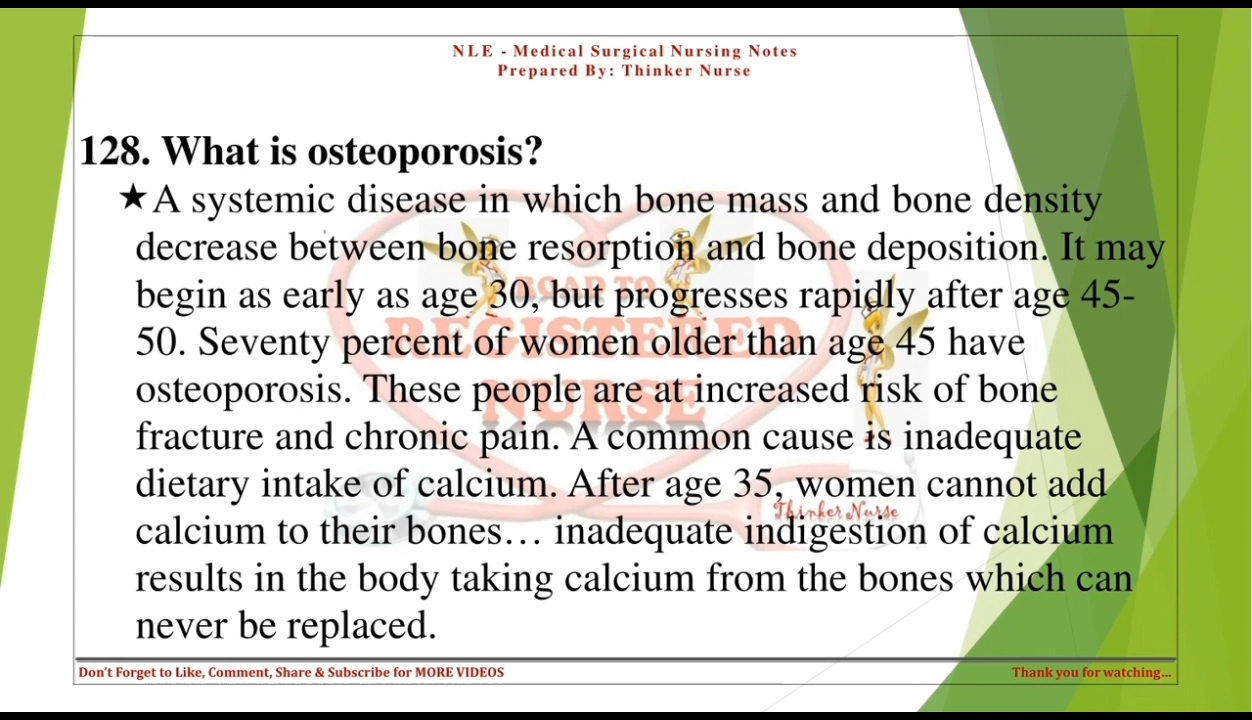 NLE - Medical Surgical Nursing Notes
Prepared By: Thinker Nurse
128. What is osteoporosis?
★A systemic disease in which bone mass and bone density
decrease between bone resorption and bone deposition. It may
begin as early as age 30, but progresses rapidly after age 45-
50. Seventy percent of women older than age 45 have
osteoporosis. These people are at increased risk of bone
fracture and chronic pain. A common cause is inadequate
dietary intake of calcium. After age 35, women cannot add
calcium to their bones… inadequate indigestion of calcium
results in the body taking calcium from the bones which can
never be replaced.
ROAD TO
REGISTERED
NURSE
Thinker Nurse
Don't Forget to Like, Comment, Share & Subscribe for MORE VIDEOS
Thank you for watching…